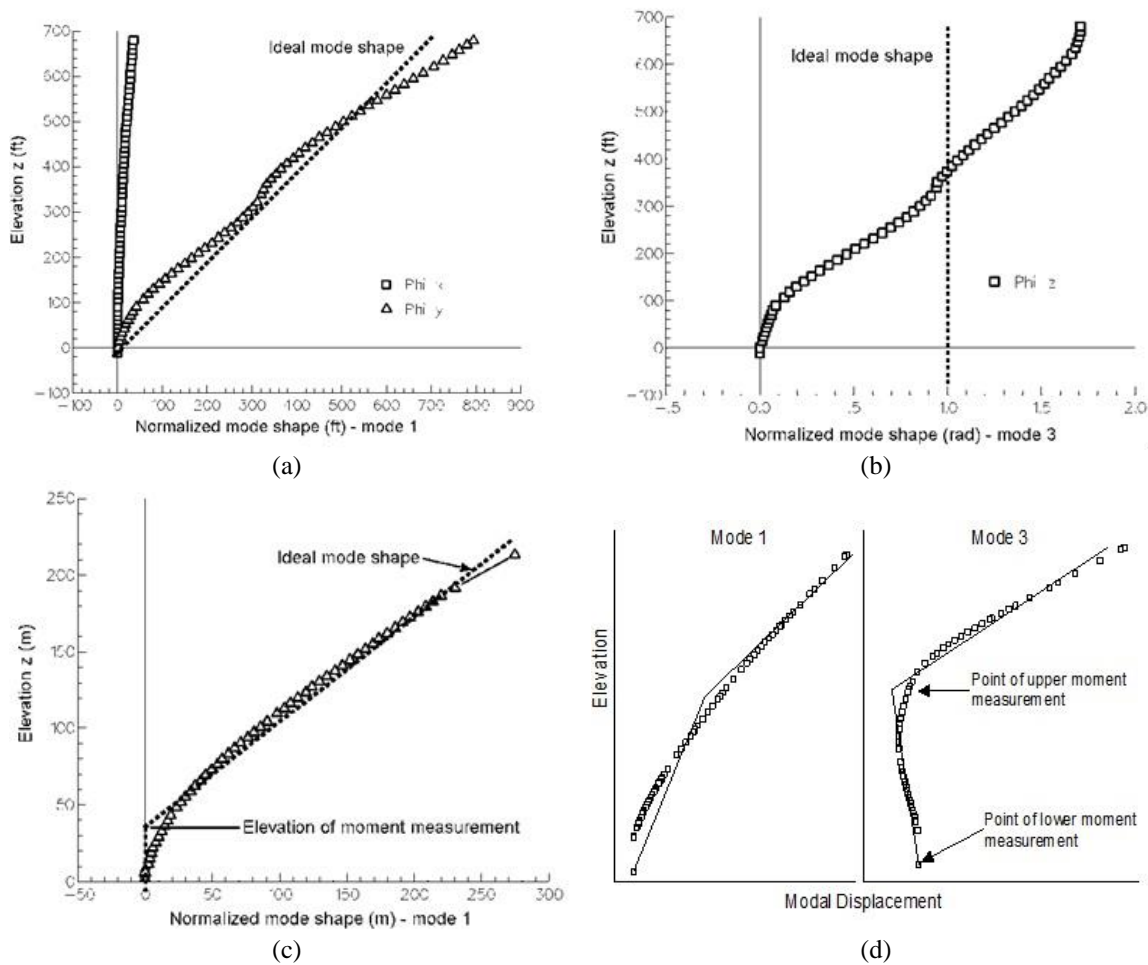 700
600
500
400
300
200
100
0
−100
Elevation z (ft)
Ideal mode shape
Phi x
Phi y
−100 0 100 200 300 400 500 600 700 800 900
Normalized mode shape (ft) - mode 1
(a)
700
600
500
400
300
200
100
0
−100
Elevation z (ft)
Ideal mode shape
Phi z
−.5 0.0 .5 1.0 1.5 2.0
Normalized mode shape (rad) - mode 3
(b)
250
200
150
100
50
0
Elevation z (m)
Ideal mode shape
Elevation of moment measurement
−50 0 50 100 150 200 250 300
Normalized mode shape (m) - mode 1
(c)
Mode 1
Mode 3
Elevation
Point of upper moment
measurement
Point of lower moment
measurement
Modal Displacement
(d)